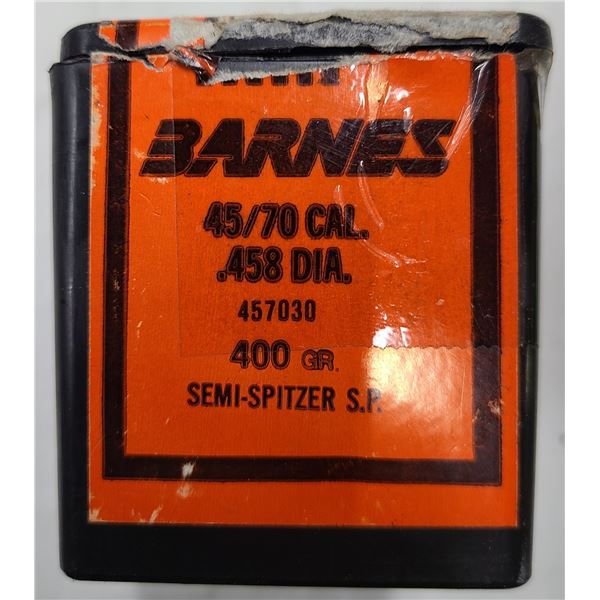 BARNES
45/70 CAL.
.458 DIA.
457030
400 GR.
SEMI-SPITZER S.P.